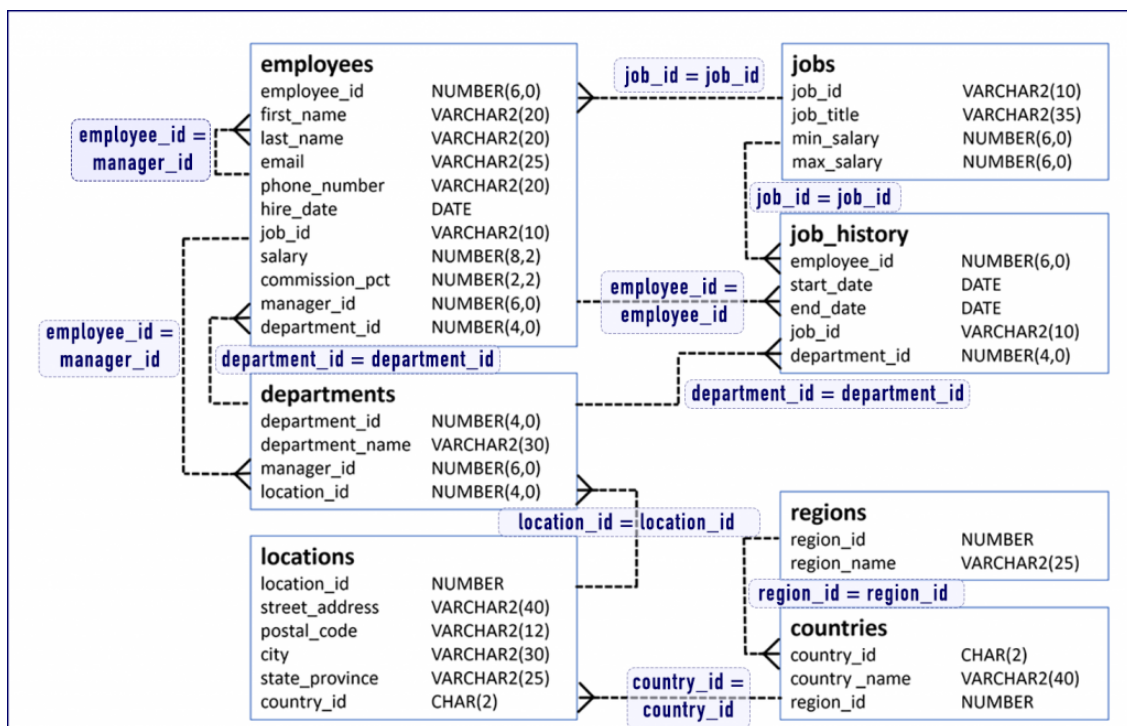 employees
employee_id NUMBER(6,0)
first_name VARCHAR2(20)
last_name VARCHAR2(20)
email VARCHAR2(25)
phone_number VARCHAR2(20)
hire_date DATE
job_id VARCHAR2(10)
salary NUMBER(8,2)
commission_pct NUMBER(2,2)
manager_id NUMBER(6,0)
department_id NUMBER(4,0)
employee_id =
manager_id
employee_id =
manager_id
job_id = job_id
jobs
job_id VARCHAR2(10)
job_title VARCHAR2(35)
min_salary NUMBER(6,0)
max_salary NUMBER(6,0)
job_id = job_id
job_history
employee_id NUMBER(6,0)
start_date DATE
end_date DATE
job_id VARCHAR2(10)
department_id NUMBER(4,0)
employee_id =
employee_id
department_id = department_id
department_id = department_id
departments
department_id NUMBER(4,0)
department_name VARCHAR2(30)
manager_id NUMBER(6,0)
location_id NUMBER(4,0)
location_id = location_id
locations
location_id NUMBER
street_address VARCHAR2(40)
postal_code VARCHAR2(12)
city VARCHAR2(30)
state_province VARCHAR2(25)
country_id CHAR(2)
regions
region_id NUMBER
region_name VARCHAR2(25)
region_id = region_id
countries
country_id CHAR(2)
country _name VARCHAR2(40)
region_id NUMBER
country_id =
country_id